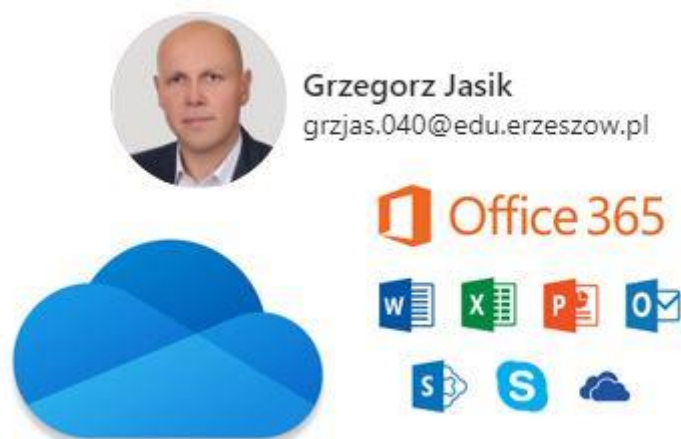 Grzegorz Jasik
grzjas.040@edu.erzeszow.pl
Office 365
W X P O
S S